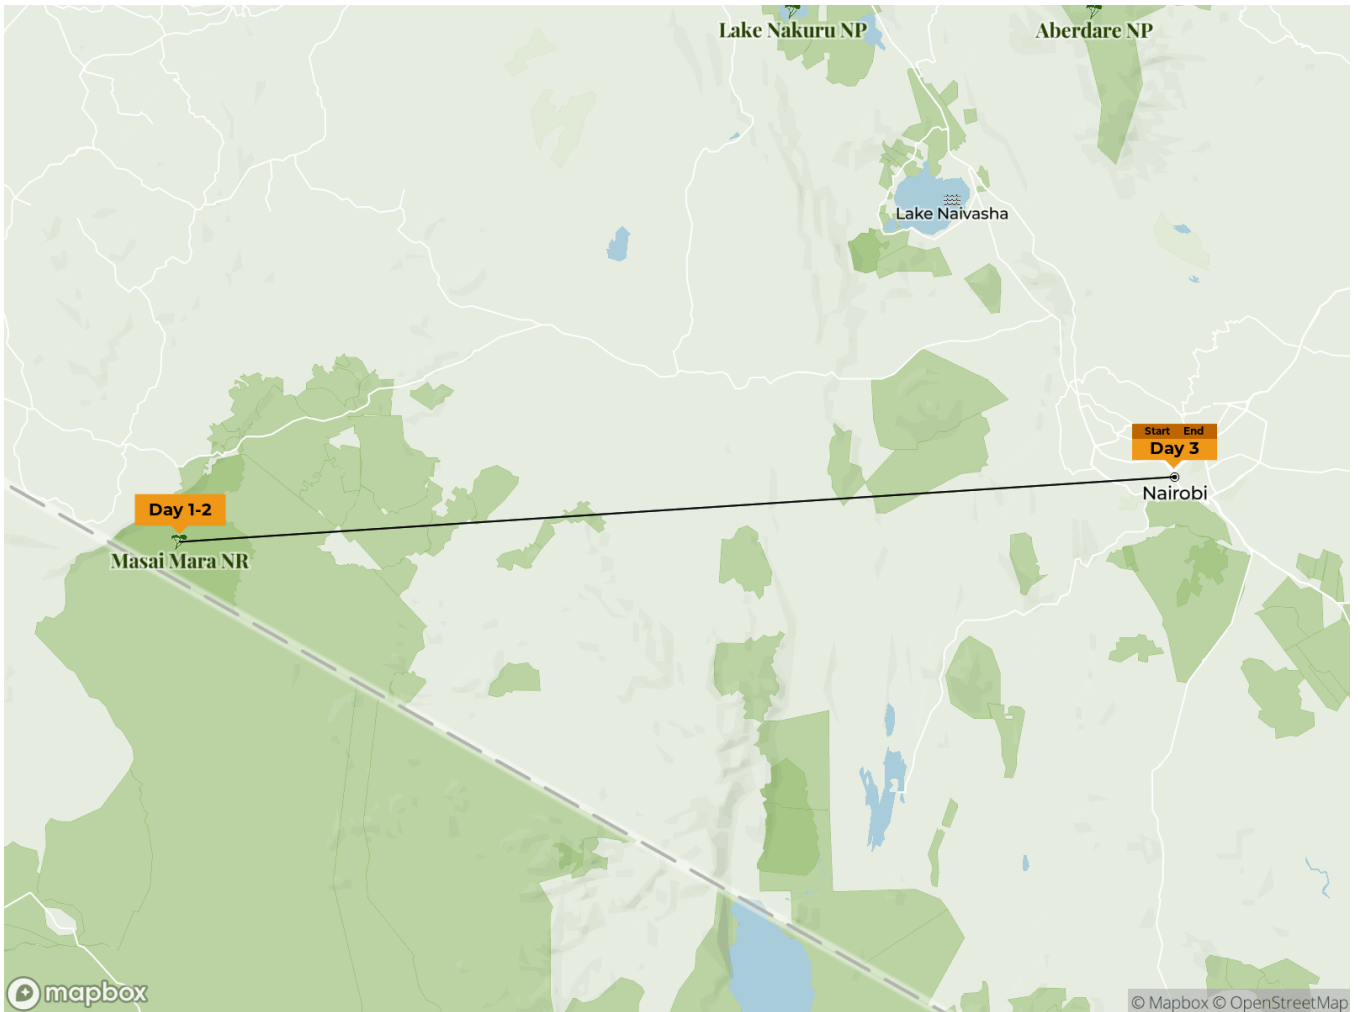 Lake Nakuru NP
Aberdare NP
Lake Naivasha
Start End
Day 3
Nairobi
Day 1-2
Masai Mara NR
mapbox
© Mapbox © OpenStreetMap